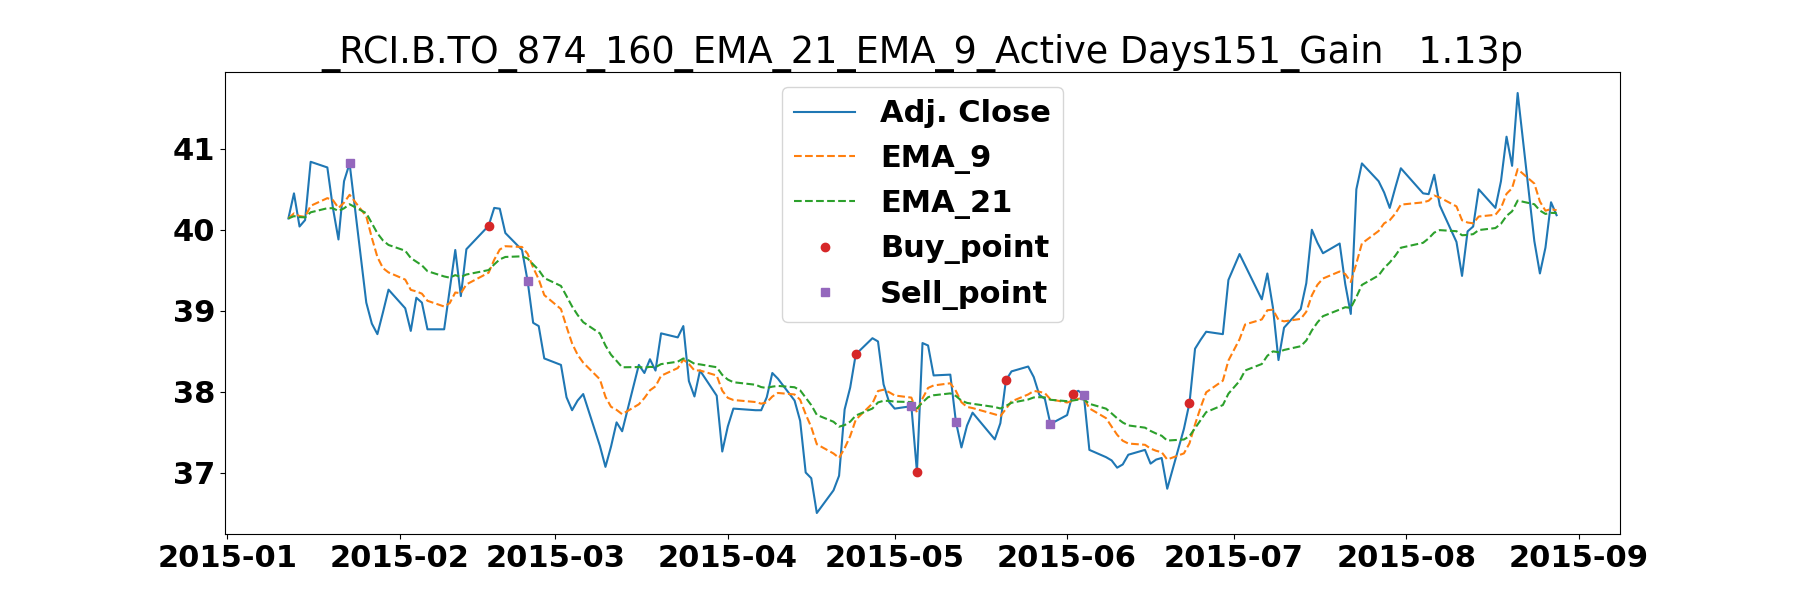 _RCI.B.TO_874_160_EMA_21_EMA_9_Active Days151_Gain   1.13p
Adj. Close
EMA_9
EMA_21
Buy_point
Sell_point
41
40
39
38
37
2015-01 2015-02 2015-03 2015-04 2015-05 2015-06 2015-07 2015-08 2015-09